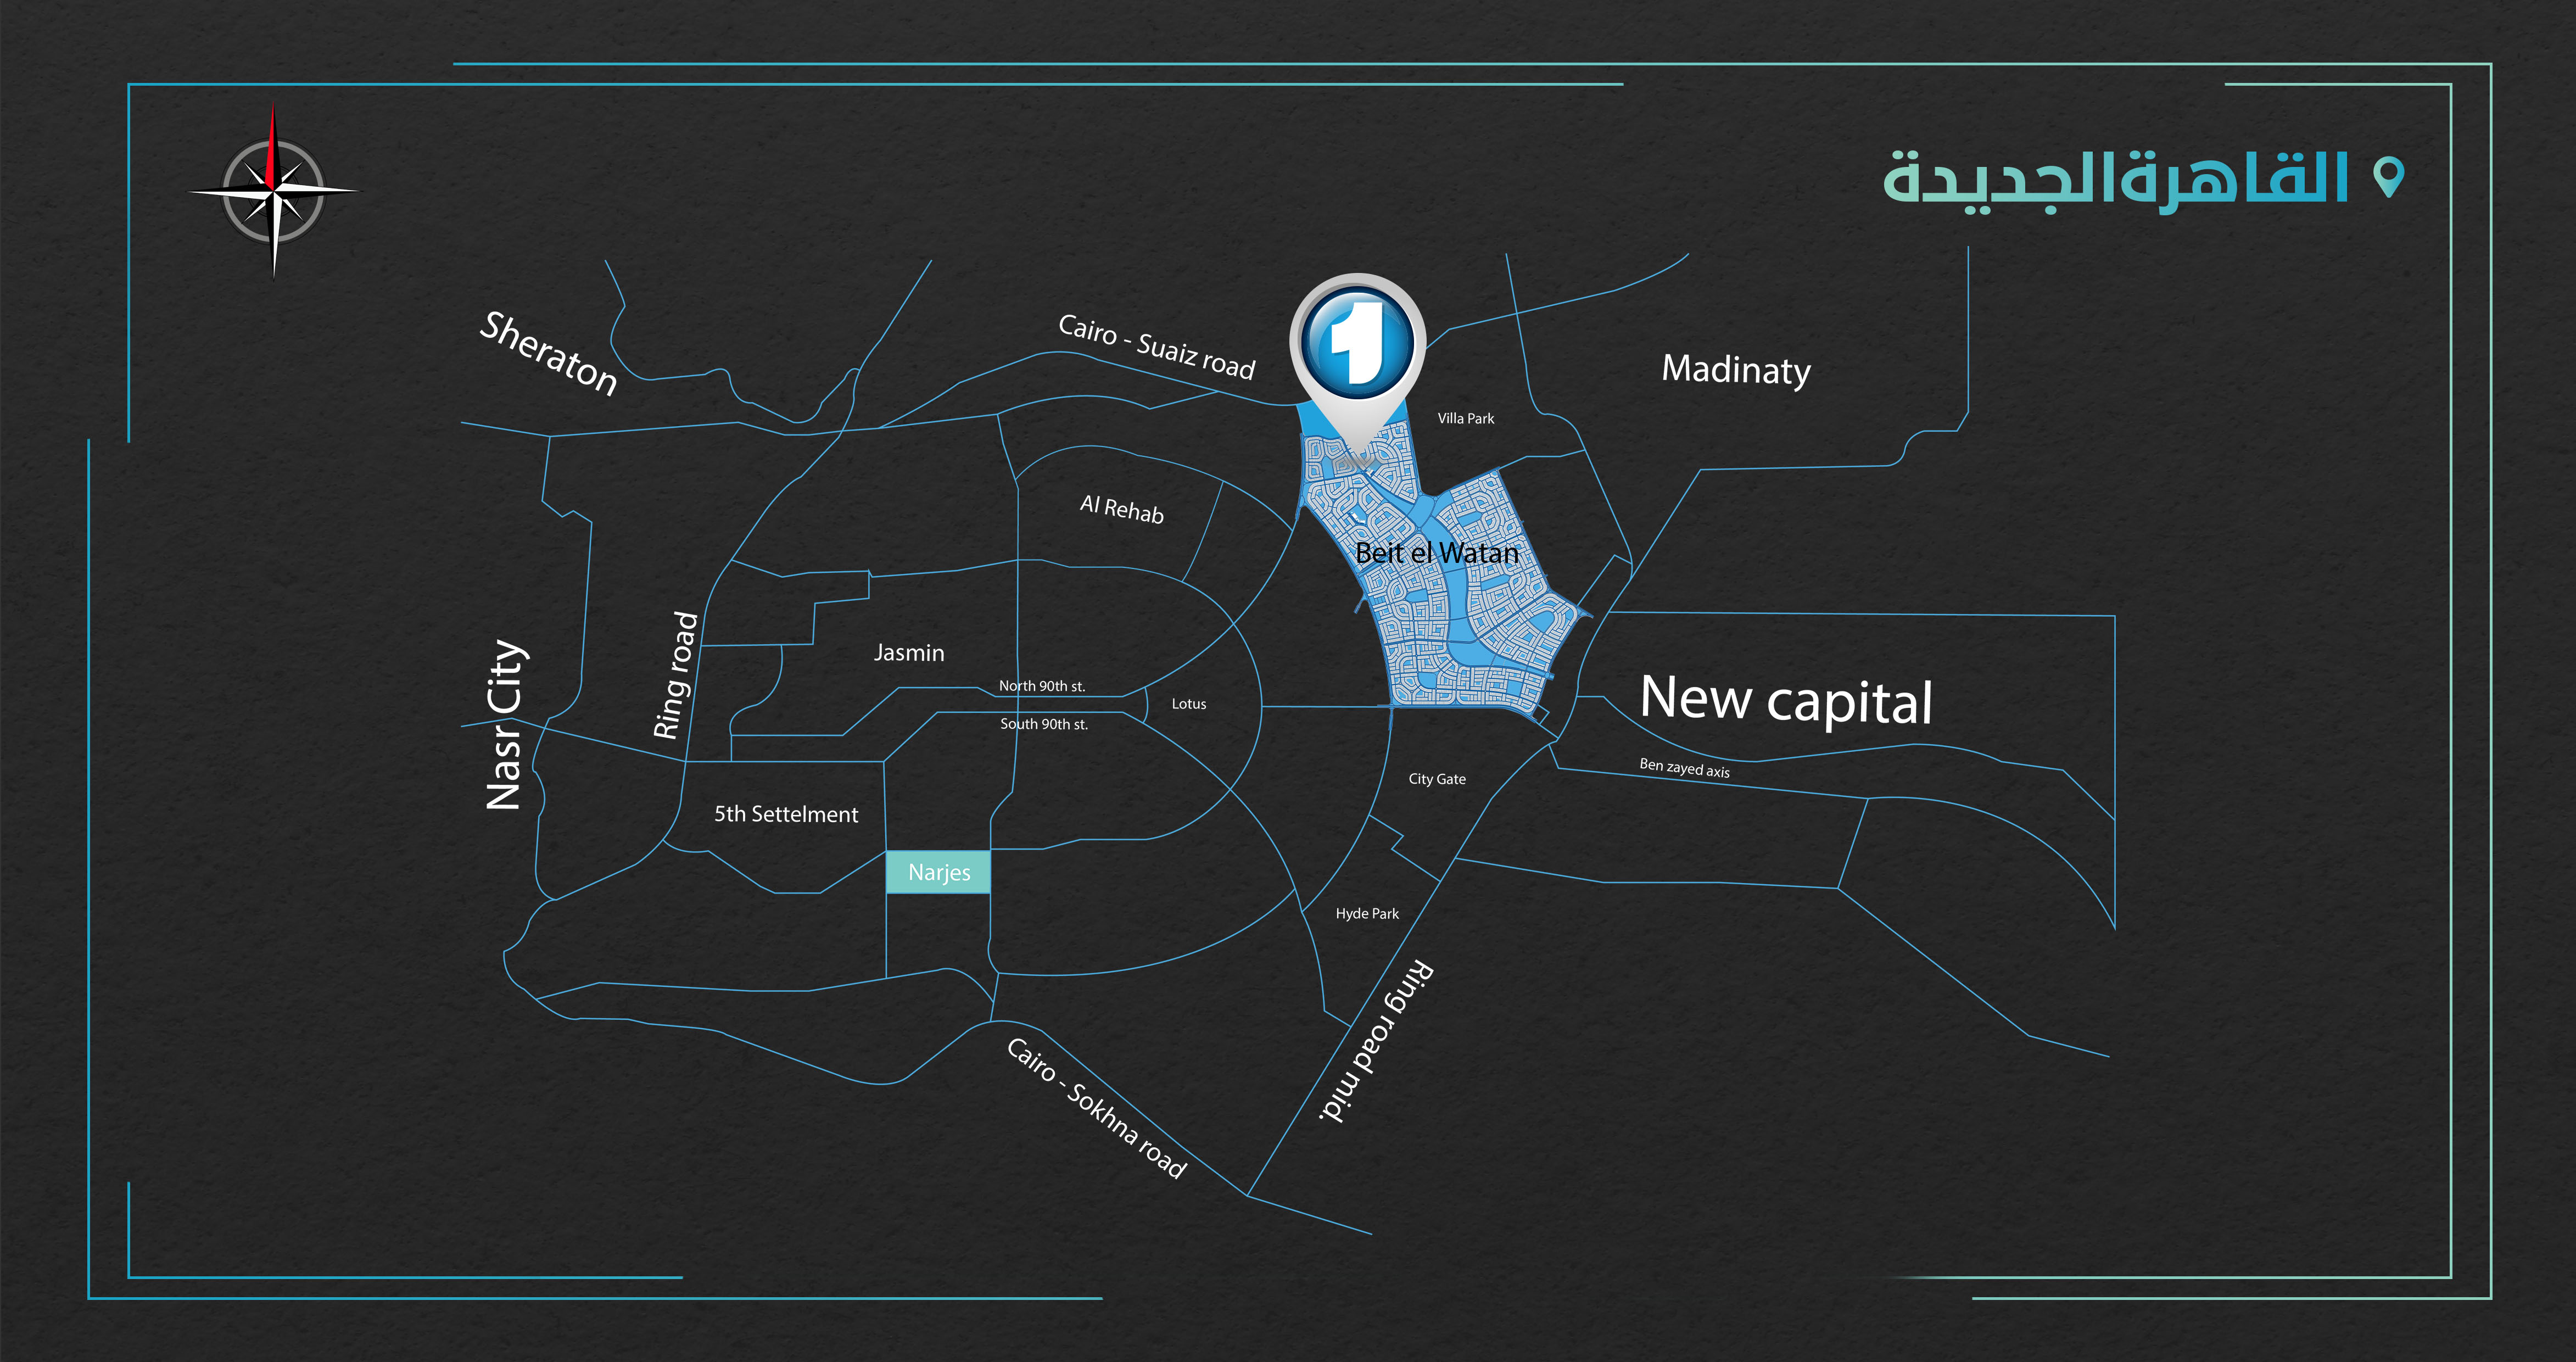 القاهرة الجديدة
Sheraton
Cairo - Suaiz road
1
Villa Park
Madinaty
Al Rehab
Beit el Watan
Nasr City
Ring road
Jasmin
North 90th st.
Lotus
South 90th st.
New capital
Ben zayed axis
City Gate
5th Settelment
Narjes
Hyde Park
Ring road mid.
Cairo - Sokhna road